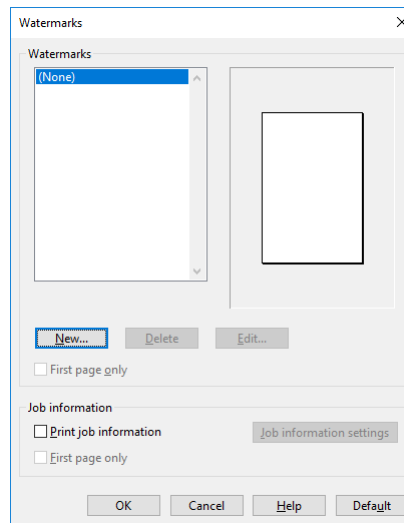 Watermarks
Watermarks
(None)
New... Delete Edit...
First page only
Job information
Print job information Job information settings
First page only
OK Cancel Help Default